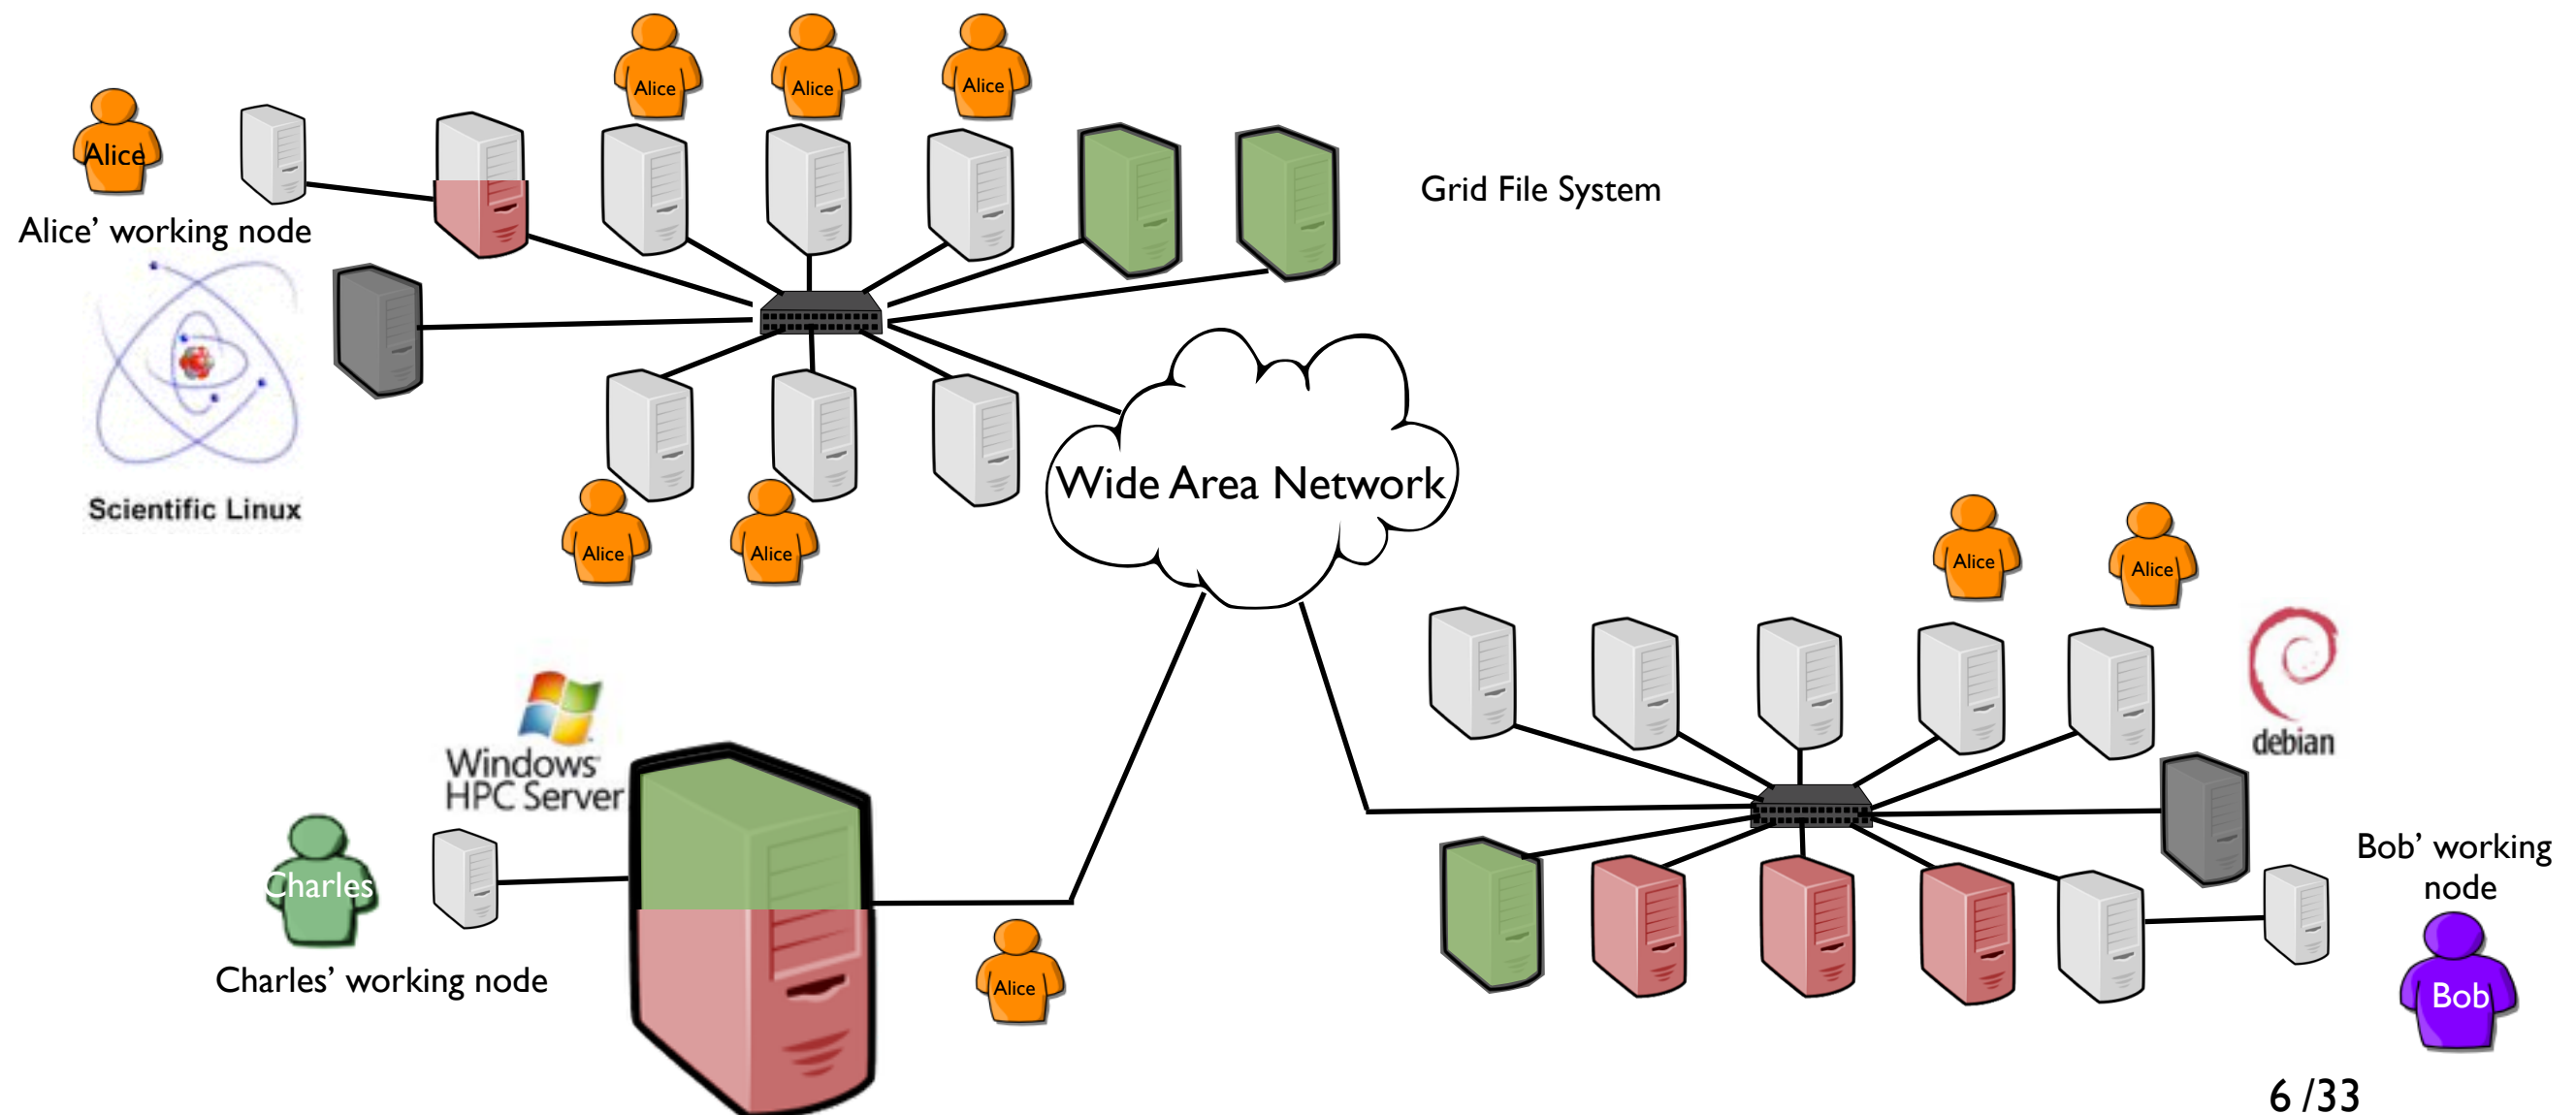 Alice
Alice
Alice
Alice
Alice' working node
Grid File System
Scientific Linux
Wide Area Network
Alice
Alice
Alice
Alice
debian
Windows
HPC Server
Charles
Charles' working node
Alice
Bob' working
node
Bob
6 /33